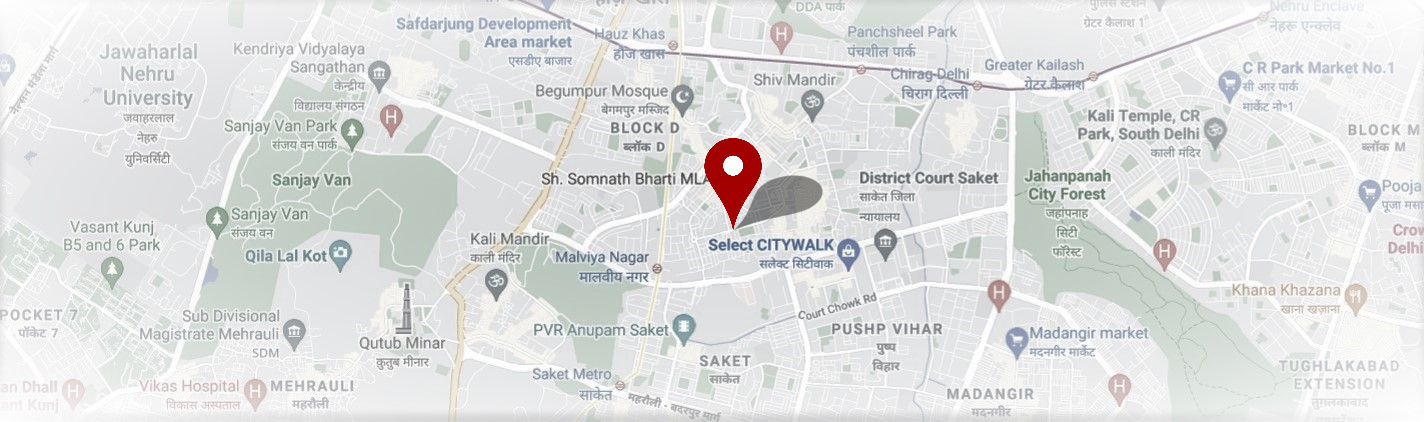 DDA पार्क
पुलिस स्टेशन
ग्रेटर कैलाश 1
Nehru Enclave
नेहरू एन्क्लेव
Safdarjung Development
Area market
एसडीए बाजार
Hauz Khas
हौज खास
Panchsheel Park
पंचशील पार्क
Jawaharlal
Nehru
University
जवाहरलाल
नेहरु
युनिवर्सिटी
Kendriya Vidyalaya
Sangathan
केन्द्रीय
विद्यालय संगठन
Shiv Mandir
Chirag-Delhi
चिराग दिल्ली
Greater Kailash
ग्रेटर कैलाश
C R Park Market No.1
सी आर पार्क
मार्केट नो॰1
Begumpur Mosque
बेगमपुर मस्जिद
BLOCK D
ब्लॉक D
Sanjay Van Park
संजय वन पार्क
Kali Temple, CR
Park, South Delhi
काली मंदिर
BLOCK M
ब्लॉक M
Sanjay Van
Sh. Somnath Bharti MLA
District Court Saket
साकेत जिला
न्यायालय
Jahanpanah
City Forest
जहांपनाह
सिटी
फॉरेस्ट
Pooja
पूजा
Sanjay Van
संजय वन
Vasant Kunj
B5 and 6 Park
Qila Lal Kot
Kali Mandir
काली मंदिर
Malviya Nagar
मालवीय नगर
Select CITYWALK
सलेक्ट सिटीवाक
Delhi
Khana Khazana
खाना खज़ाना
Court Chowk Rd
POCKET 7
पॉकेट 7
Sub Divisional
Magistrate Mehrauli
SDM
Qutub Minar
क़ुतुब मीनार
PVR Anupam Saket
PUSHP VIHAR
पुष्प
विहार
Madangir market
मदनगीर मार्केट
SAKET
साकेत
Saket Metro
साकेत
TUGHLAKABAD
EXTENSION
तुगलकाबाद
Vikas Hospital
विकास अस्पताल
MEHRAULI
महरौली
महरौली - बदरपुर मार्ग
MADANGIR
मदनगीर